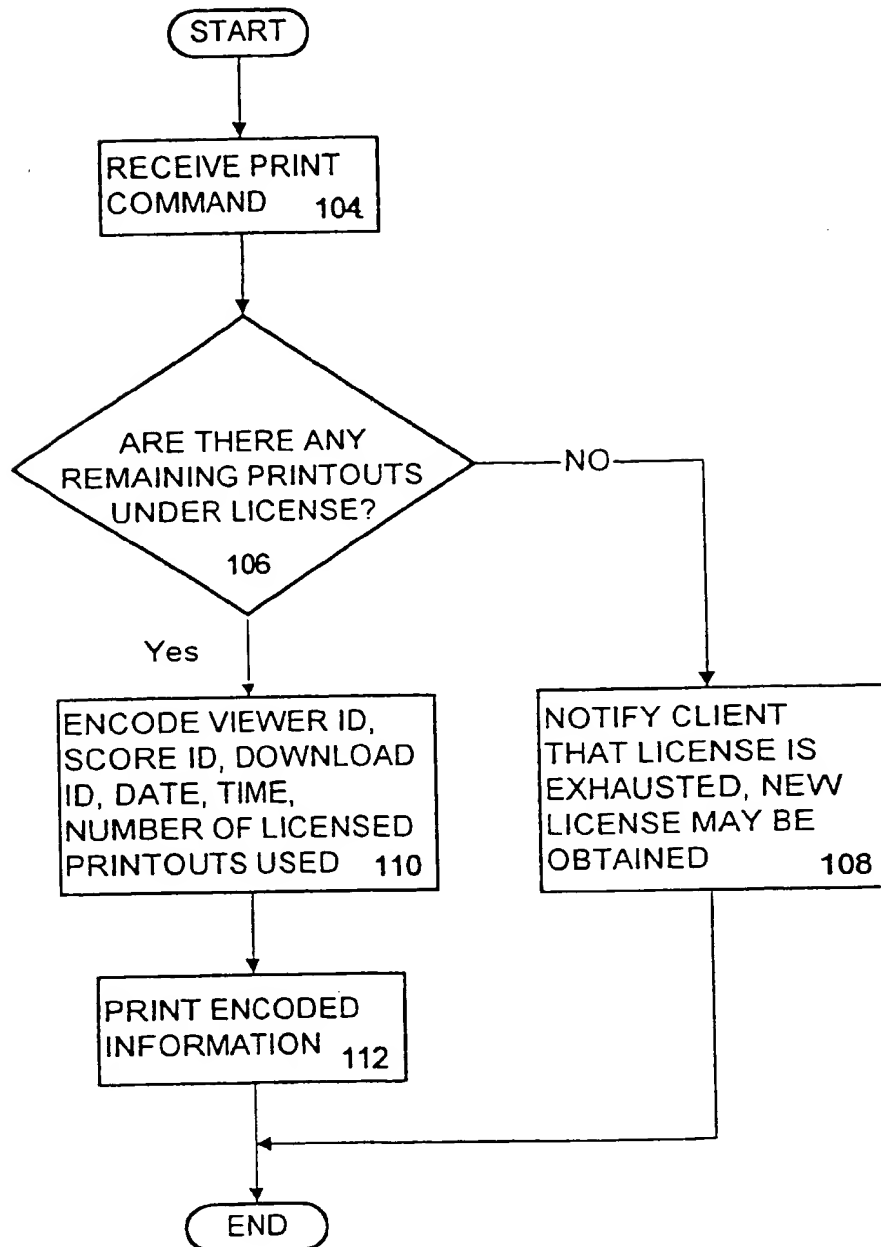 START
RECEIVE PRINT
COMMAND 104
ARE THERE ANY
REMAINING PRINTOUTS
UNDER LICENSE?
106
NO
Yes
ENCODE VIEWER ID,
SCORE ID, DOWNLOAD
ID, DATE, TIME,
NUMBER OF LICENSED
PRINTOUTS USED 110
NOTIFY CLIENT
THAT LICENSE IS
EXHAUSTED, NEW
LICENSE MAY BE
OBTAINED 108
PRINT ENCODED
INFORMATION 112
END